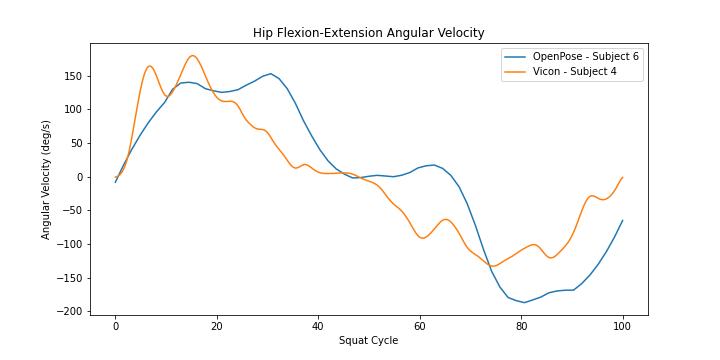 Hip Flexion-Extension Angular Velocity
OpenPose - Subject 6
Vicon - Subject 4
150
100
50
0
−50
−100
−150
−200
Angular Velocity (deg/s)
0 20 40 60 80 100
Squat Cycle